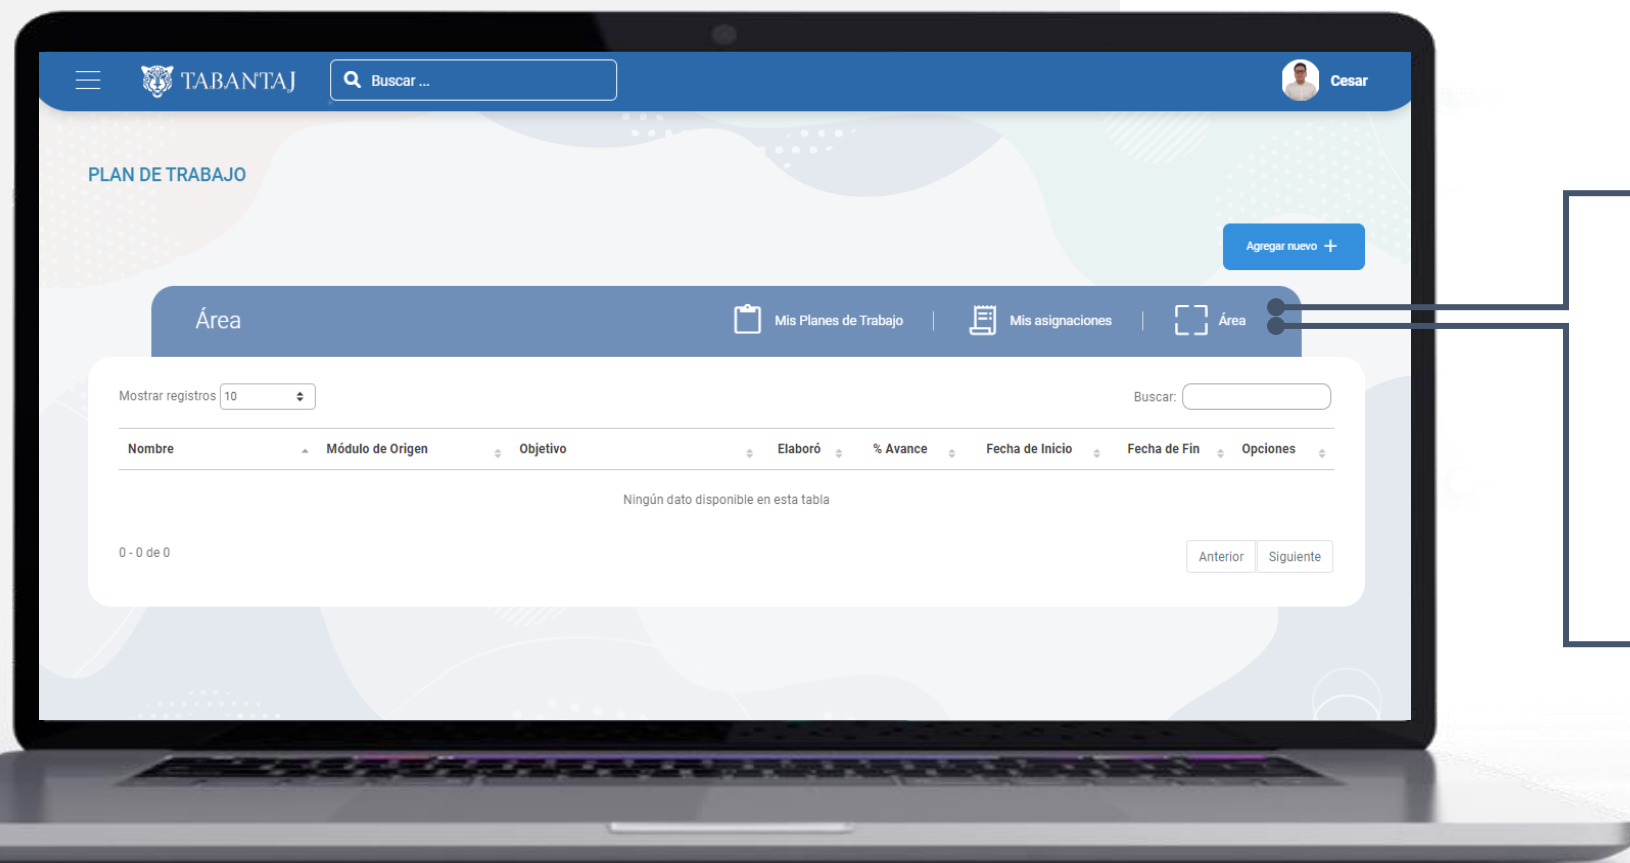 TABANTAJ
Buscar ...
Cesar
PLAN DE TRABAJO
Agregar nuevo +
Área
Mis Planes de Trabajo
Mis asignaciones
Área
Mostrar registros 10
Buscar:
Nombre Módulo de Origen Objetivo Elaboró % Avance Fecha de Inicio Fecha de Fin Opciones
Ningún dato disponible en esta tabla
0 - 0 de 0
Anterior Siguiente